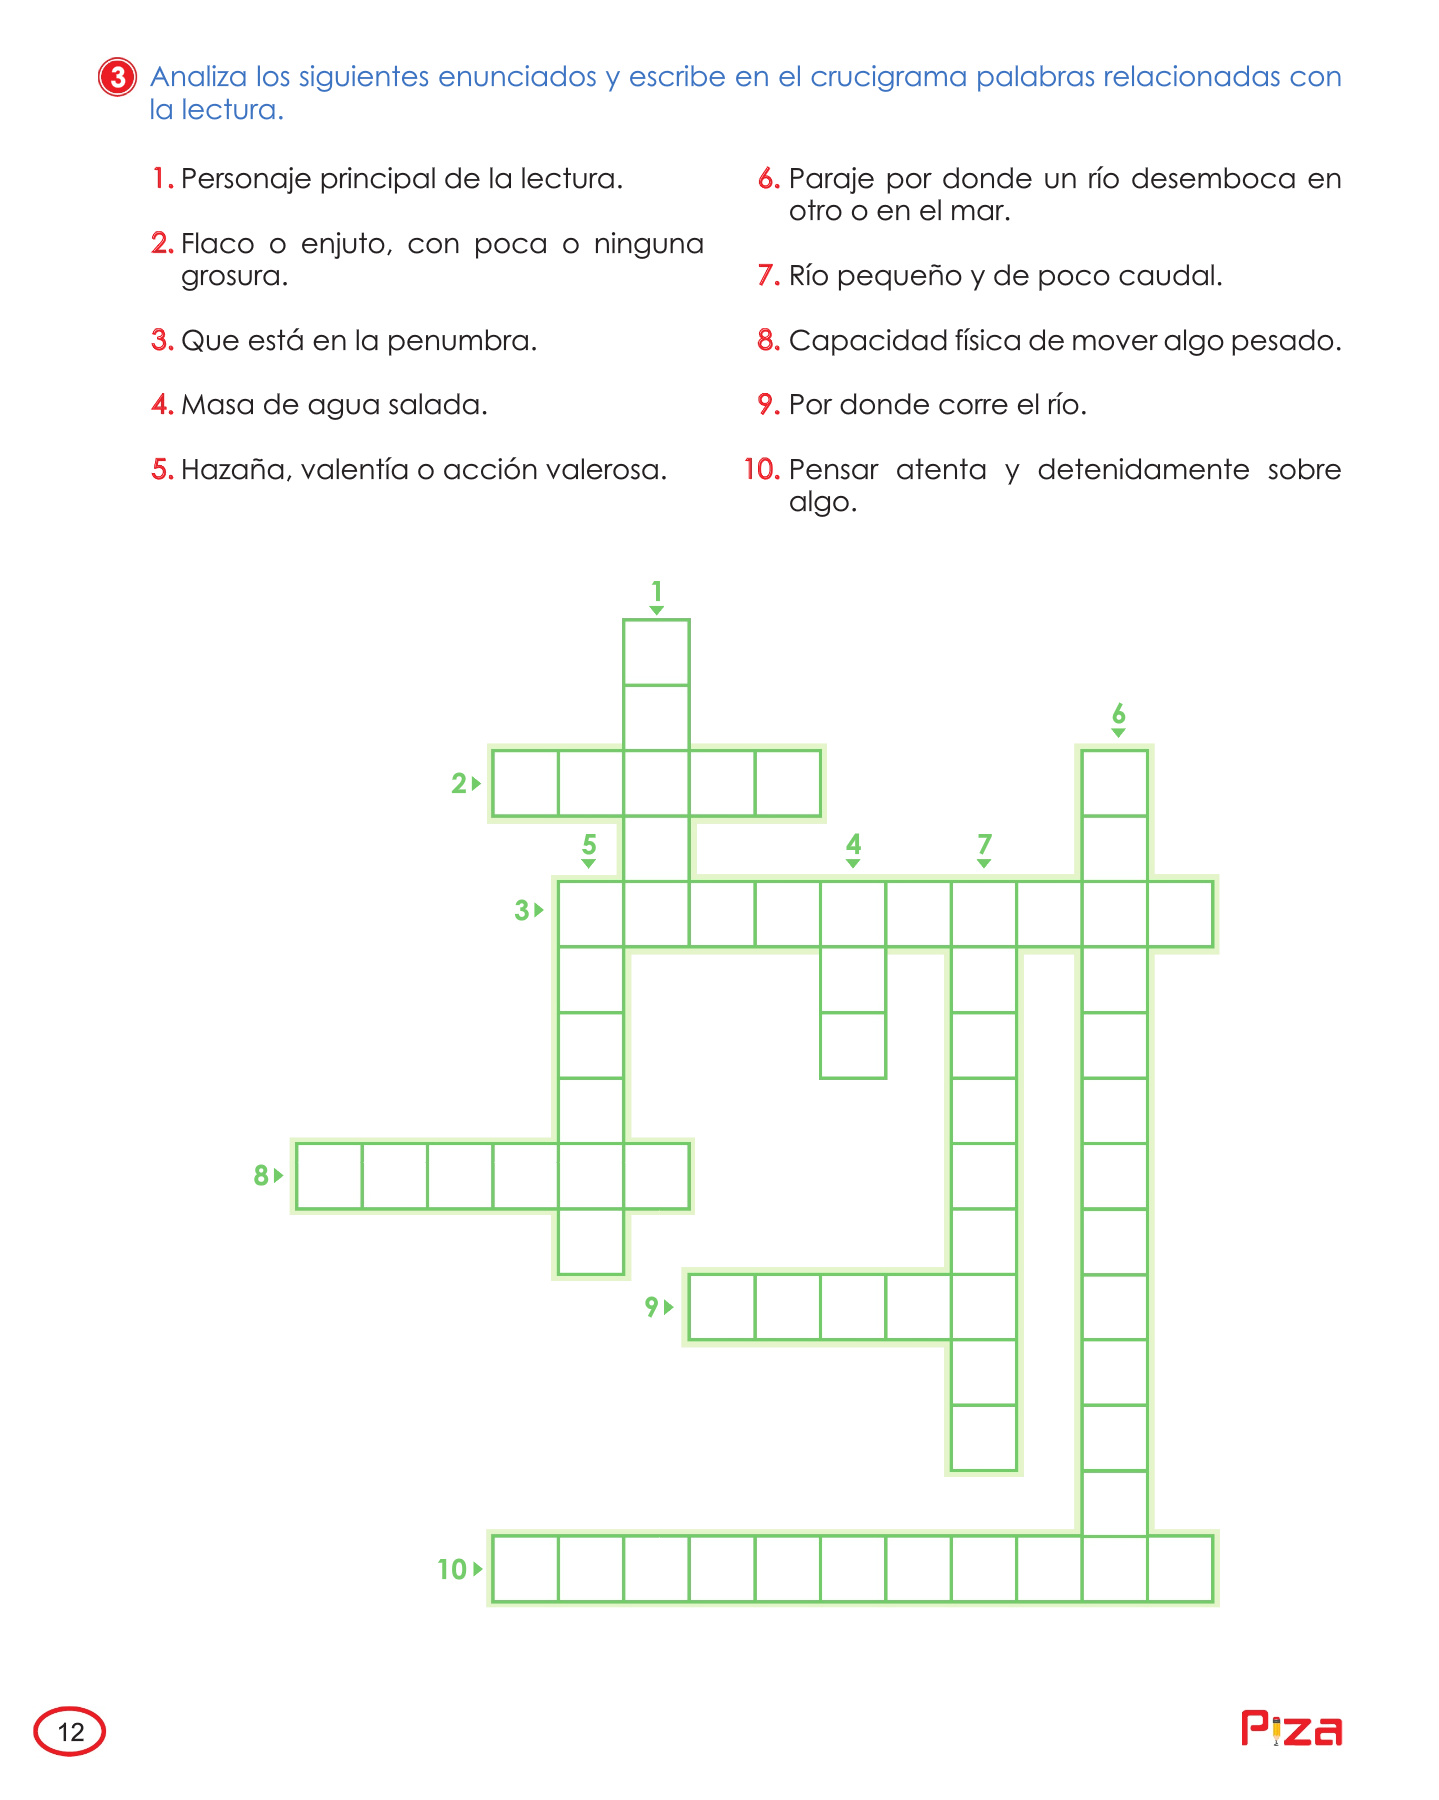 3 Analiza los siguientes enunciados y escribe en el crucigrama palabras relacionadas con
la lectura.
1. Personaje principal de la lectura.
2. Flaco o enjuto, con poca o ninguna
grosura.
3. Que está en la penumbra.
4. Masa de agua salada.
5. Hazaña, valentía o acción valerosa.
6. Paraje por donde un río desemboca en
otro o en el mar.
7. Río pequeño y de poco caudal.
8. Capacidad física de mover algo pesado.
9. Por donde corre el río.
10. Pensar atenta y detenidamente sobre
algo.
1
6
2
5
4
7
3
8
9
10
12
Piza